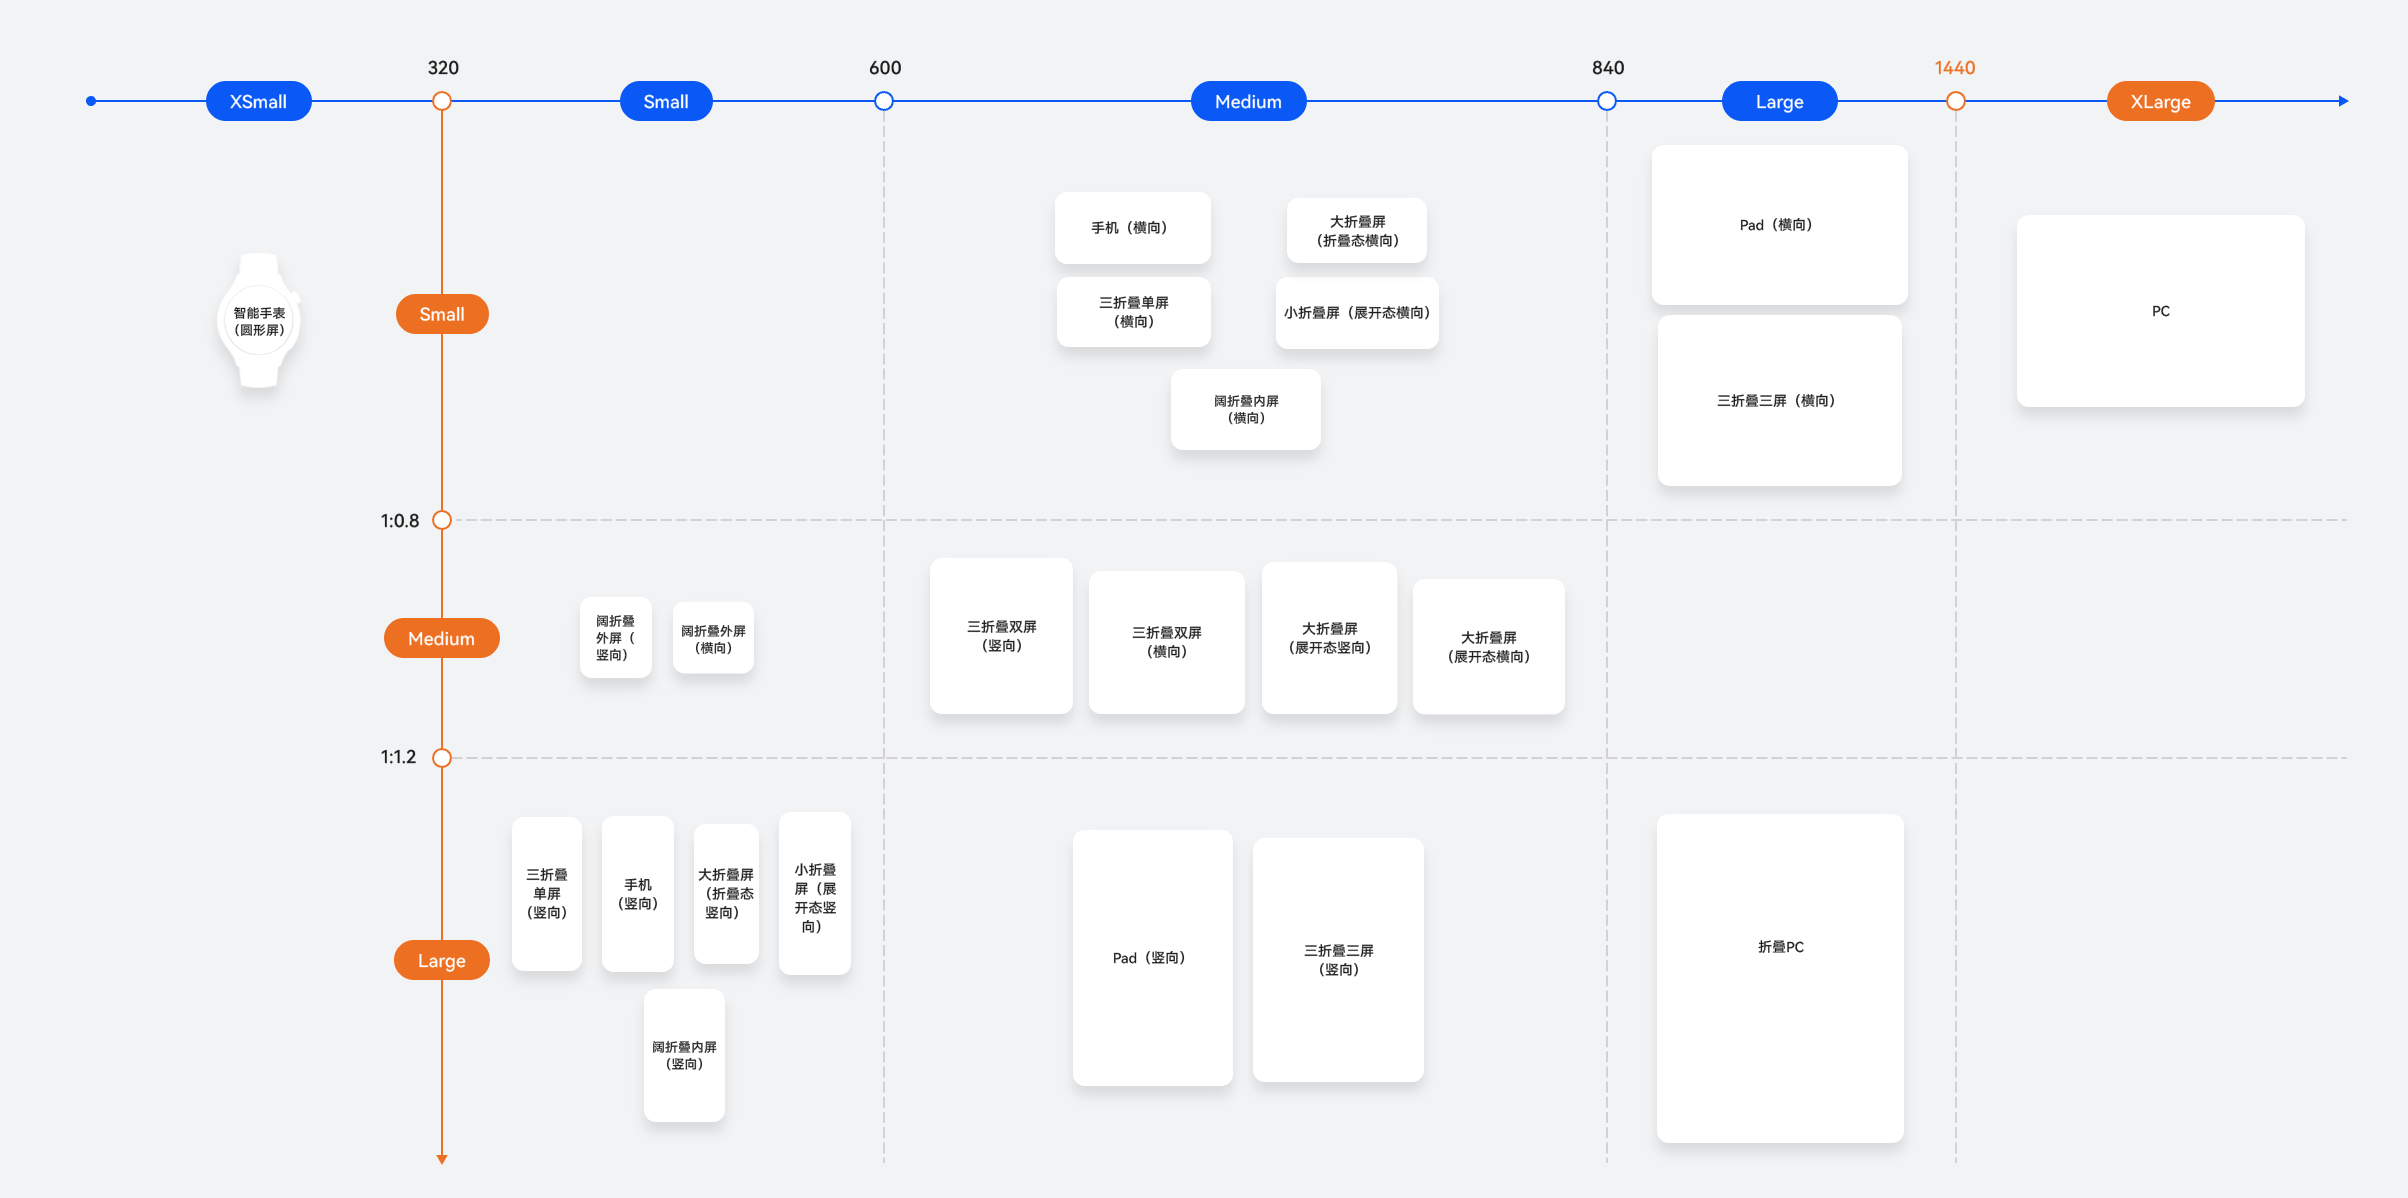 320
600
840
1440
XSmall
Small
Medium
Large
XLarge
智能手表
(圆形屏)
Small
手机（横向）
大折叠屏
（折叠态横向）
三折叠单屏
（横向）
小折叠屏（展开态横向）
阔折叠内屏
（横向）
Pad（横向）
三折叠三屏（横向）
PC
1:0.8
Medium
阔折叠
外屏（
竖向）
阔折叠外屏
（横向）
三折叠双屏
（竖向）
三折叠双屏
（横向）
大折叠屏
（展开态竖向）
大折叠屏
（展开态横向）
1:1.2
Large
三折叠
单屏
（竖向）
手机
（竖向）
大折叠屏
（折叠态
竖向）
小折叠
屏（展
开态竖
向）
阔折叠内屏
（竖向）
Pad（竖向）
三折叠三屏
（竖向）
折叠PC